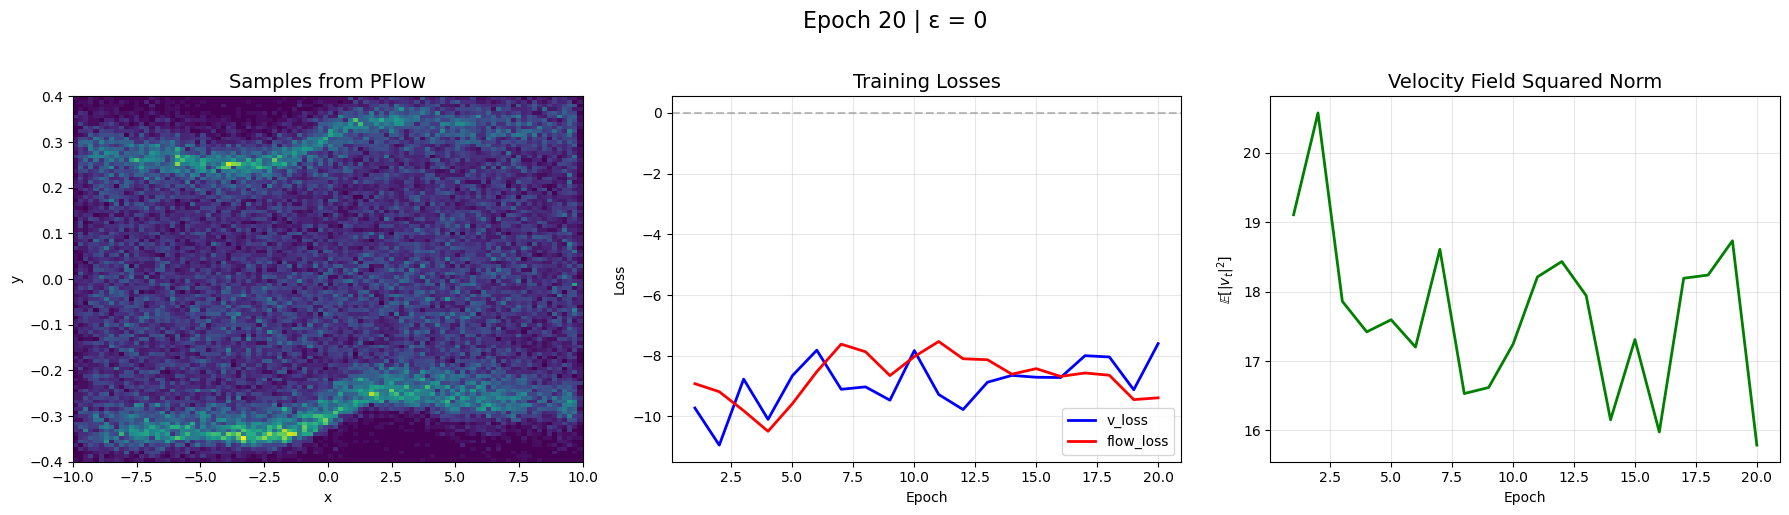 Epoch 20 | ε = 0
Samples from PFlow
0.4
0.3
0.2
0.1
0.0
−0.1
−0.2
−0.3
−0.4
y
−10.0 −7.5 −5.0 −2.5 0.0 2.5 5.0 7.5 10.0
x
Training Losses
0
−2
−4
−6
−8
−10
Loss
v_loss
flow_loss
2.5 5.0 7.5 10.0 12.5 15.0 17.5 20.0
Epoch
Velocity Field Squared Norm
20
19
18
17
16
𝔼[|v_t|²]
2.5 5.0 7.5 10.0 12.5 15.0 17.5 20.0
Epoch